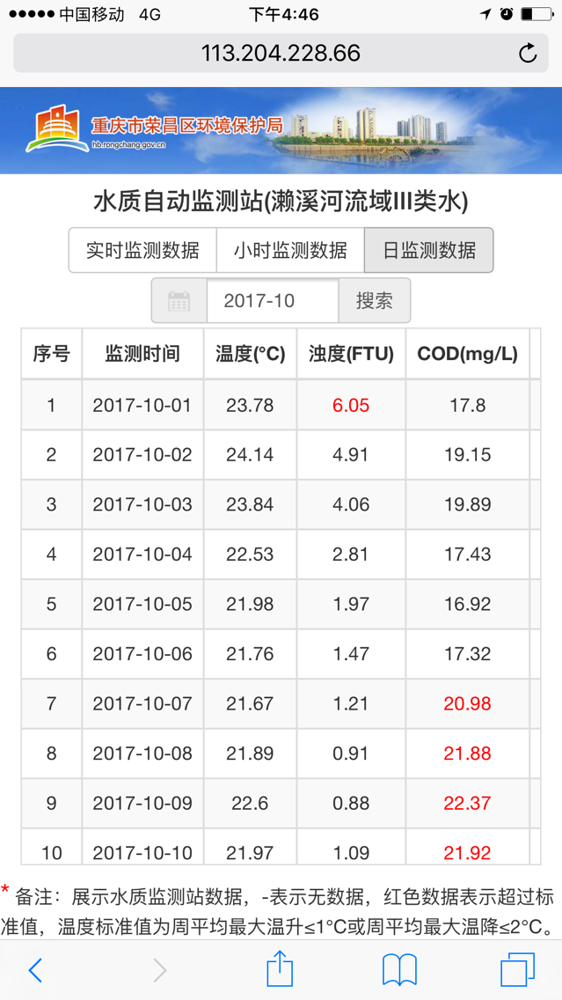 中国移动 4G 下午4:46
113.204.228.66
重庆市荣昌区环境保护局
hb.rongchang.gov.cn
水质自动监测站(濑溪河流域III类水)
实时监测数据 小时监测数据 日监测数据
2017-10 搜索
序号 监测时间 温度(°C) 浊度(FTU) COD(mg/L)
1 2017-10-01 23.78 6.05 17.8
2 2017-10-02 24.14 4.91 19.15
3 2017-10-03 23.84 4.06 19.89
4 2017-10-04 22.53 2.81 17.43
5 2017-10-05 21.98 1.97 16.92
6 2017-10-06 21.76 1.47 17.32
7 2017-10-07 21.67 1.21 20.98
8 2017-10-08 21.89 0.91 21.88
9 2017-10-09 22.6 0.88 22.37
10 2017-10-10 21.97 1.09 21.92
* 备注：展示水质监测站数据，-表示无数据，红色数据表示超过标
准值，温度标准值为周平均最大温升≤1°C或周平均最大温降≤2°C。